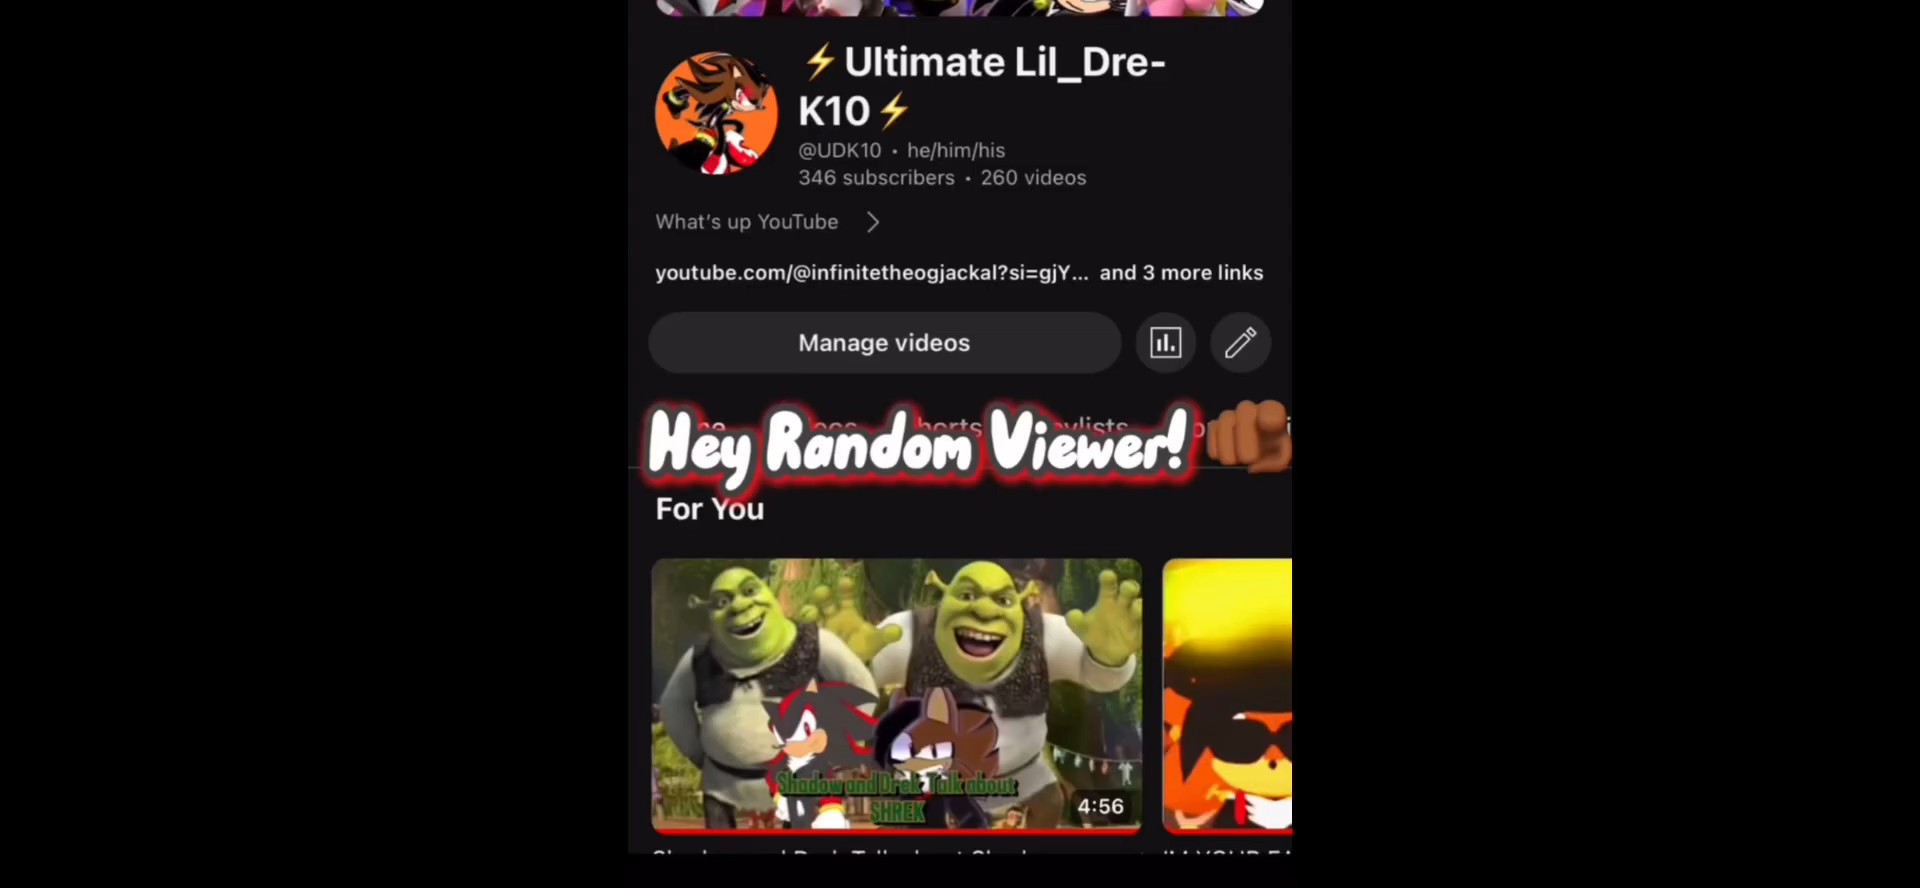 ⚡Ultimate Lil_Dre-
K10⚡
@UDK10 • he/him/his
346 subscribers • 260 videos
What's up YouTube
youtube.com/@infinitetheogjackal?si=gjY... and 3 more links
Manage videos
Hey Random Viewer!
For You
Shadow and Drek Talk about
SHREK
4:56